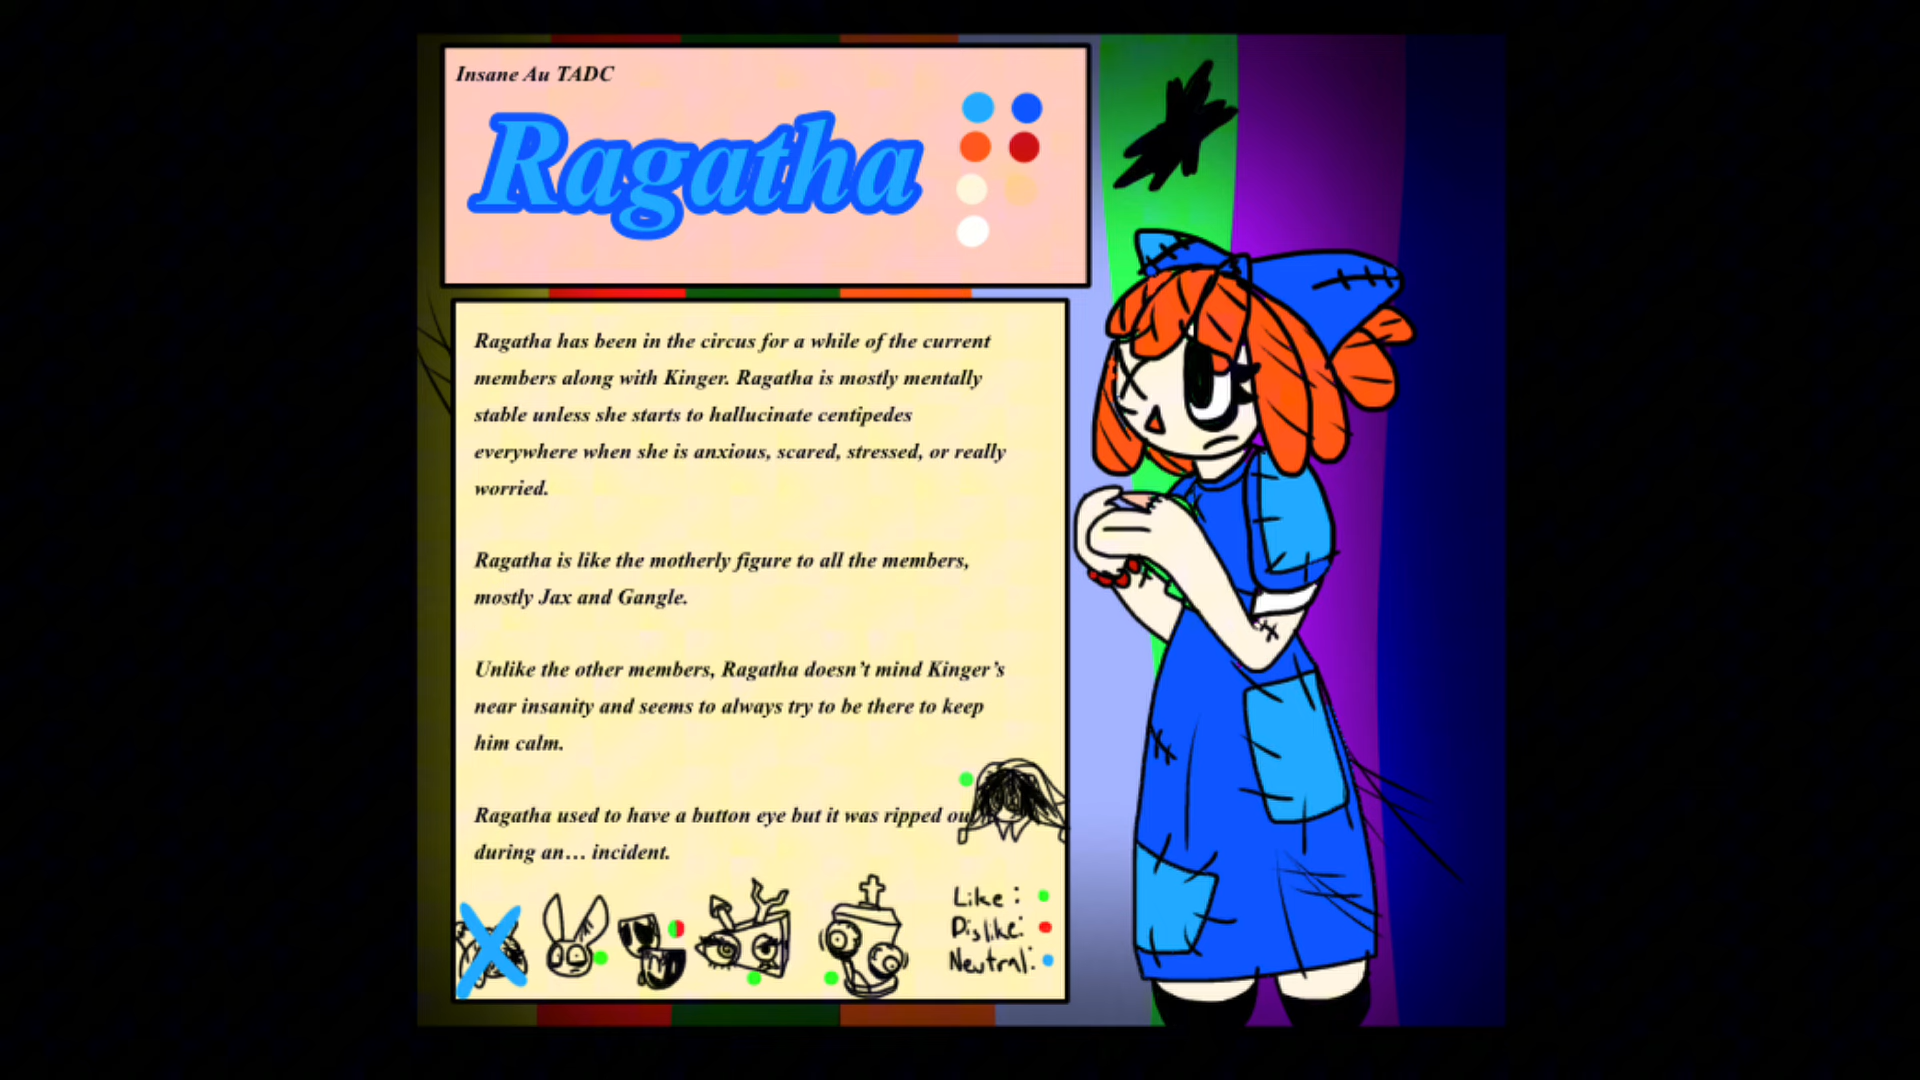 Insane Au TADC
Ragatha
Ragatha has been in the circus for a while of the current
members along with Kinger. Ragatha is mostly mentally
stable unless she starts to hallucinate centipedes
everywhere when she is anxious, scared, stressed, or really
worried.
Ragatha is like the motherly figure to all the members,
mostly Jax and Gangle.
Unlike the other members, Ragatha doesn’t mind Kinger’s
near insanity and seems to always try to be there to keep
him calm.
Ragatha used to have a button eye but it was ripped
during an… incident.
Like:
Dislike:
Neutral: